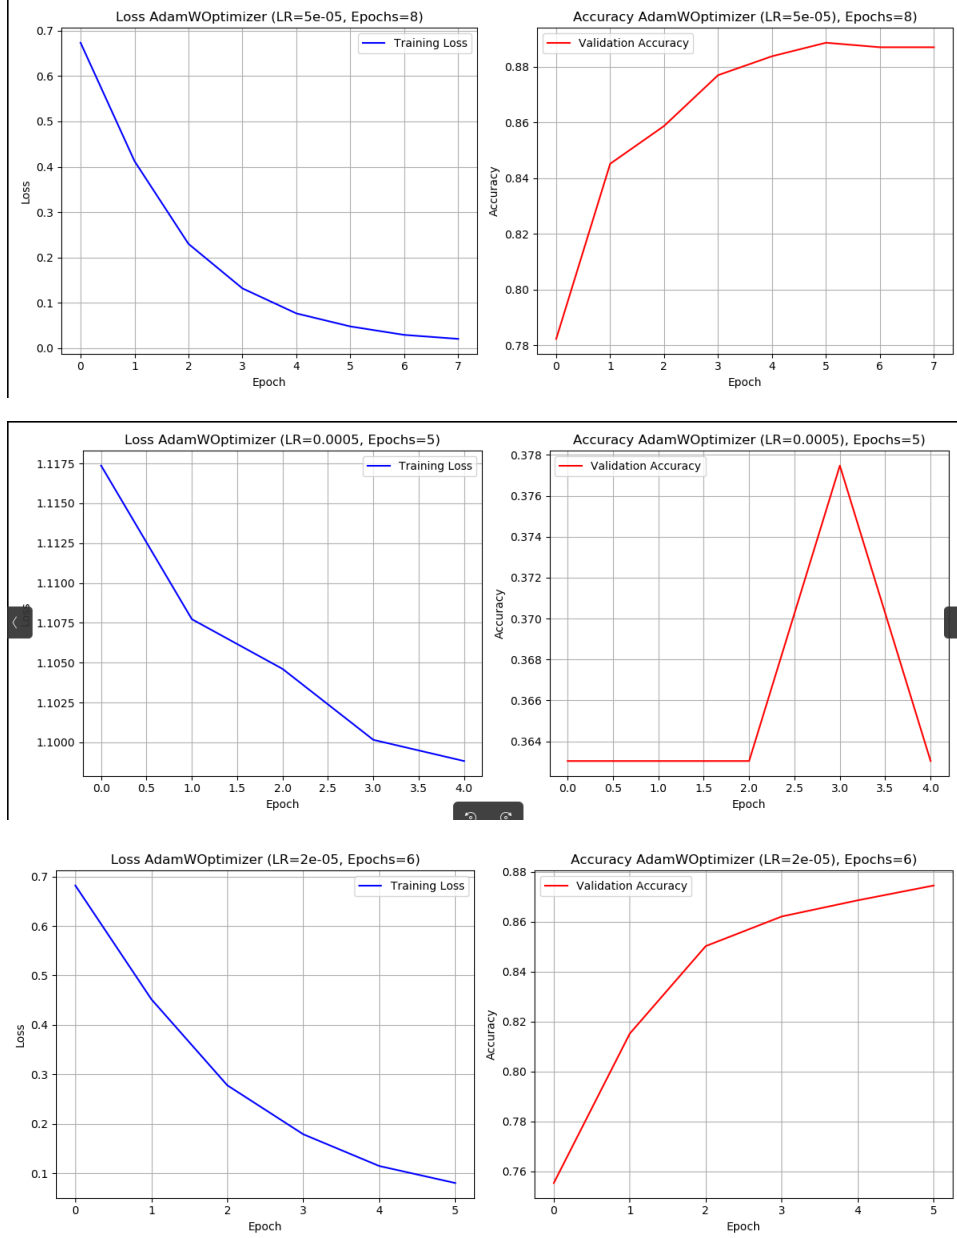 Loss AdamWOptimizer (LR=5e-05, Epochs=8)
Training Loss
0.7
0.6
0.5
0.4
0.3
0.2
0.1
0.0
Loss
0 1 2 3 4 5 6 7
Epoch
Accuracy AdamWOptimizer (LR=5e-05), Epochs=8)
Validation Accuracy
0.88
0.86
0.84
0.82
0.80
0.78
Accuracy
0 1 2 3 4 5 6 7
Epoch
Loss AdamWOptimizer (LR=0.0005, Epochs=5)
Training Loss
1.1175
1.1150
1.1125
1.1100
1.1075
1.1050
1.1025
1.1000
0.0 0.5 1.0 1.5 2.0 2.5 3.0 3.5 4.0
Epoch
Accuracy AdamWOptimizer (LR=0.0005), Epochs=5)
Validation Accuracy
0.378
0.376
0.374
0.372
0.370
0.368
0.366
0.364
Accuracy
0.0 0.5 1.0 1.5 2.0 2.5 3.0 3.5 4.0
Epoch
Loss AdamWOptimizer (LR=2e-05, Epochs=6)
Training Loss
0.7
0.6
0.5
0.4
0.3
0.2
0.1
Loss
0 1 2 3 4 5
Epoch
Accuracy AdamWOptimizer (LR=2e-05), Epochs=6)
Validation Accuracy
0.88
0.86
0.84
0.82
0.80
0.78
0.76
Accuracy
0 1 2 3 4 5
Epoch